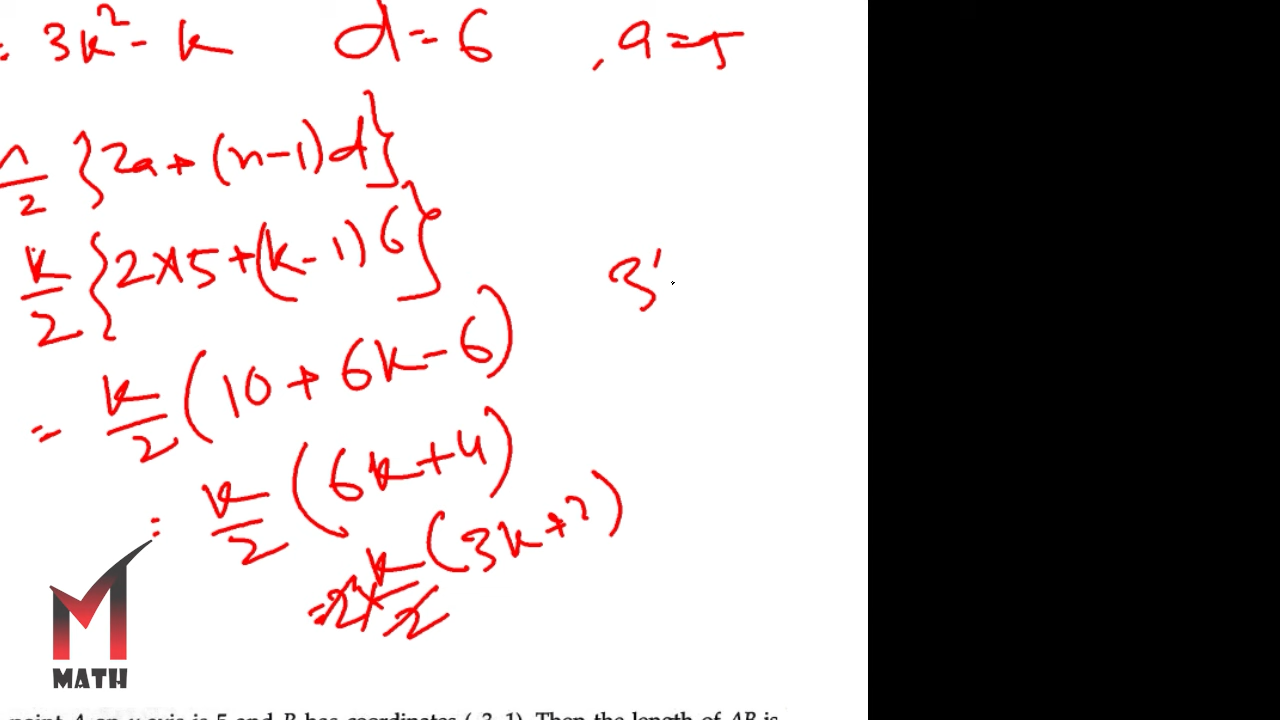 = 3k² - k d = 6 , a = 5
n/2 {2a + (n-1)d}
k/2 {2×5 + (k-1)6}
3'
= k/2 (10 + 6k - 6)
= k/2 (6k + 4)
= 2 × k/2 (3k + 2)
MATH
point A on y-axis is 5 and B has coordinates (-3, 1). Then the length of AB is